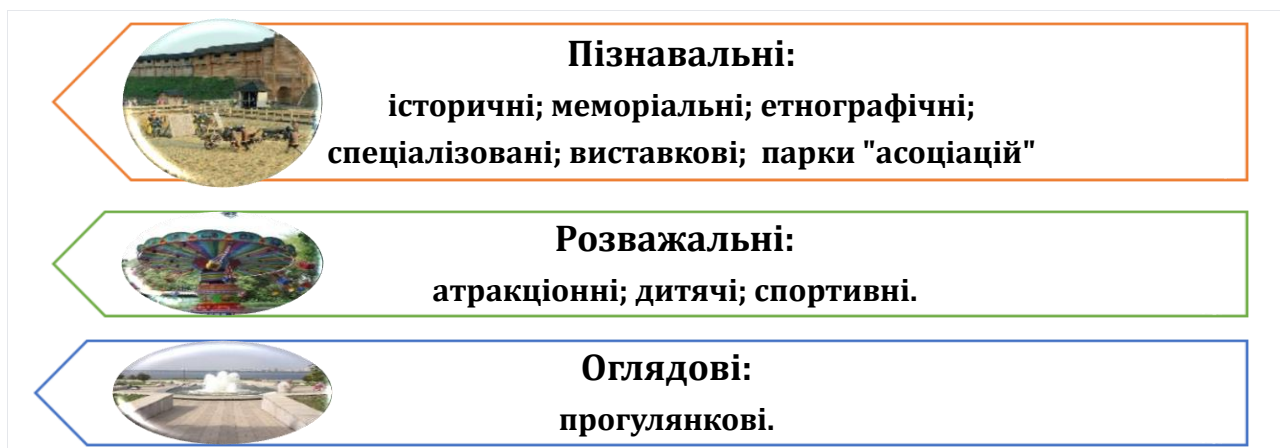 Пізнавальні:
історичні; меморіальні; етнографічні;
спеціалізовані; виставкові; парки "асоціацій"
Розважальні:
атракціонні; дитячі; спортивні.
Оглядові:
прогулянкові.